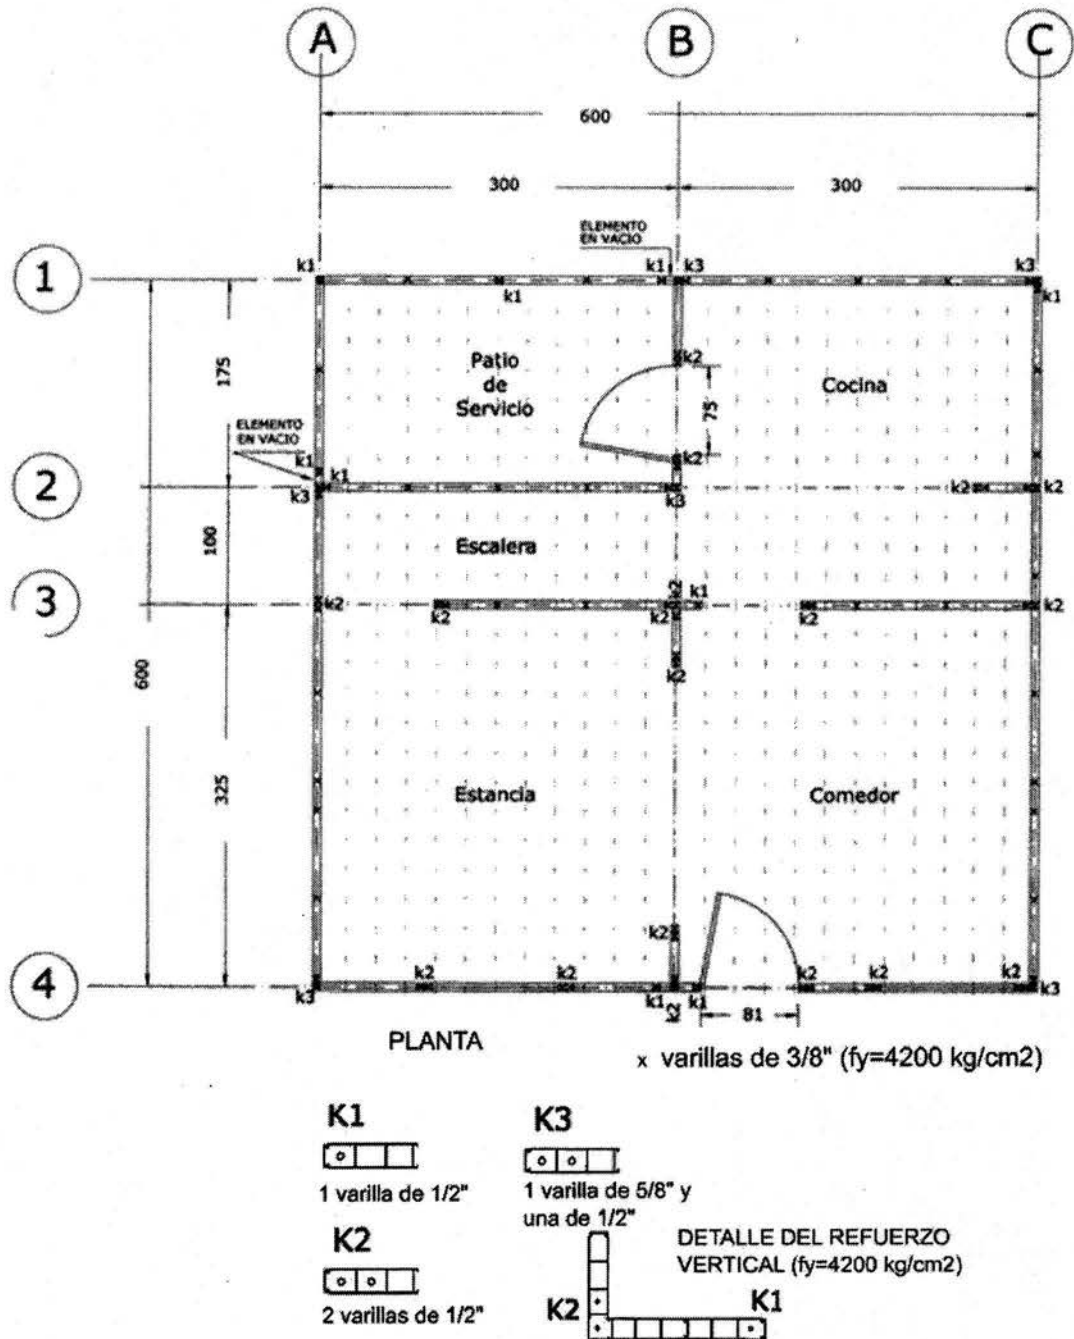 A
B
C
600
300
300
ELEMENTO
EN VACIO
k1
k1
k3
k3
1
k1
k1
175
Patio
de
Servicio
k2
75
Cocina
ELEMENTO
EN VACIO
k1
k1
k2
2
k3
k3
k2
k2
100
Escalera
3
k2
k2
k1
k2
k2
k2
k2
k2
600
325
Estancia
Comedor
k2
k2
k2
k2
k2
k2
4
k3
k1
k2
k1
81
k3
PLANTA
x varillas de 3/8" (fy=4200 kg/cm2)
K1
1 varilla de 1/2"
K3
1 varilla de 5/8" y
una de 1/2"
K2
2 varillas de 1/2"
DETALLE DEL REFUERZO
VERTICAL (fy=4200 kg/cm2)
K2
K1